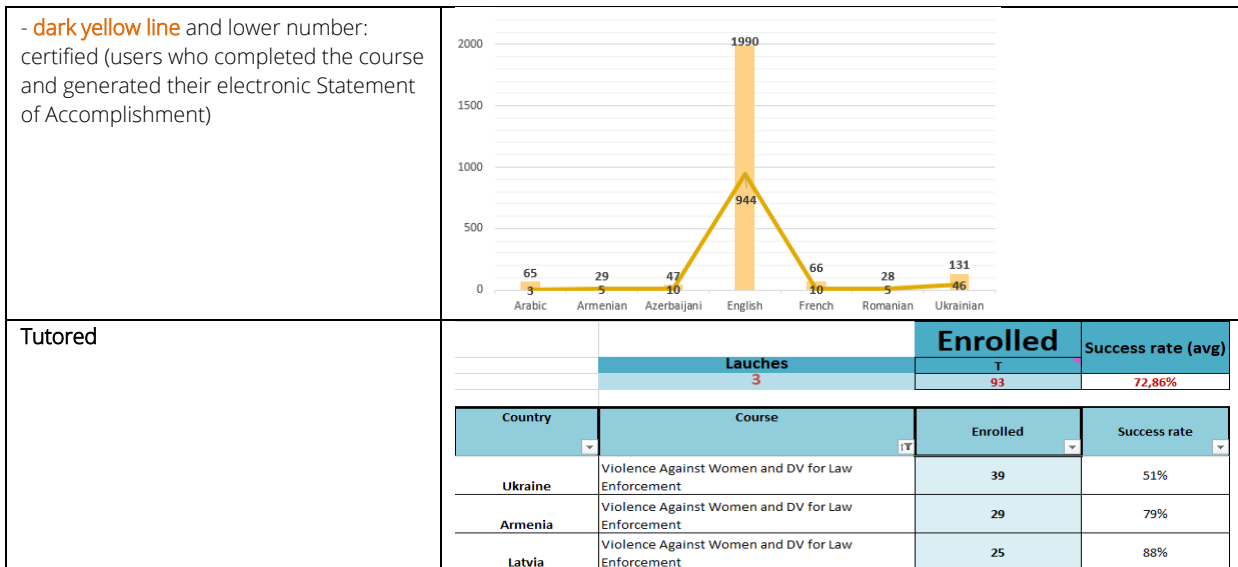 - dark yellow line and lower number:
certified (users who completed the course
and generated their electronic Statement
of Accomplishment)
2000
1500
1000
500
0
1990
944
65
3
29
5
47
10
66
10
28
5
131
46
Arabic Armenian Azerbaijani English French Romanian Ukrainian
Tutored
Enrolled Success rate (avg)
Lauches T
3 93 72,86%
Country Course Enrolled Success rate
Violence Against Women and DV for Law
Ukraine Enforcement 39 51%
Violence Against Women and DV for Law
Armenia Enforcement 29 79%
Violence Against Women and DV for Law
Latvia Enforcement 25 88%